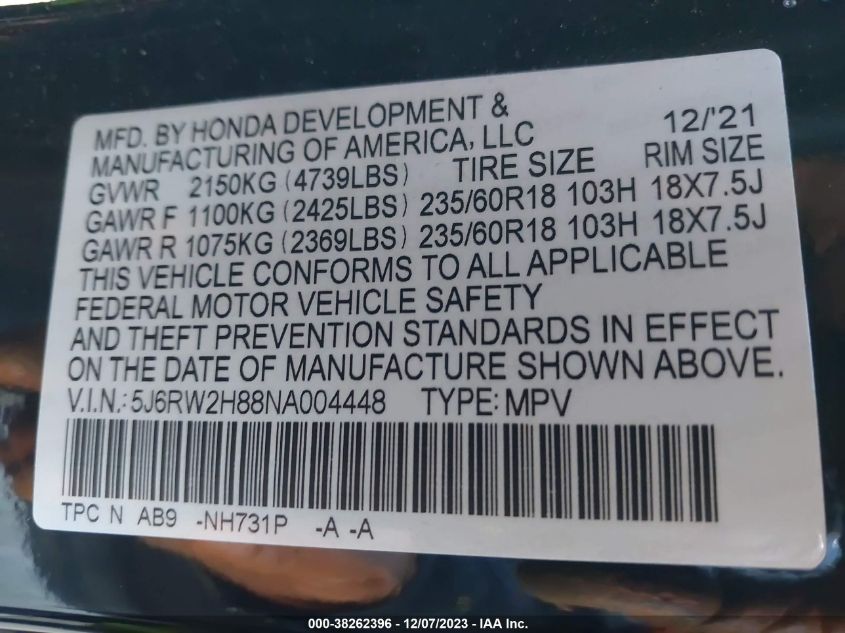 MFD. BY HONDA DEVELOPMENT &
MANUFACTURING OF AMERICA, LLC 12/'21
GVWR 2150KG (4739LBS) TIRE SIZE RIM SIZE
GAWR F 1100KG (2425LBS) 235/60R18 103H 18X7.5J
GAWR R 1075KG (2369LBS) 235/60R18 103H 18X7.5J
THIS VEHICLE CONFORMS TO ALL APPLICABLE
FEDERAL MOTOR VEHICLE SAFETY
AND THEFT PREVENTION STANDARDS IN EFFECT
ON THE DATE OF MANUFACTURE SHOWN ABOVE.
V.I.N.: 5J6RW2H88NA004448 TYPE: MPV
TPC N AB9 -NH731P -A -A
000-38262396 - 12/07/2023 - IAA Inc.